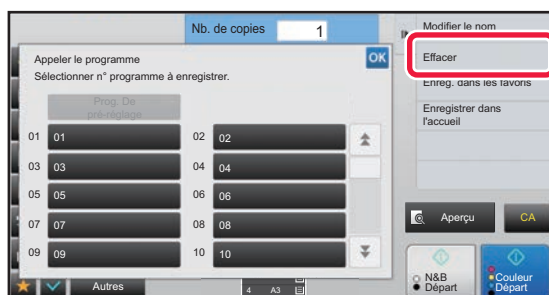 Nb. de copies 1
Modifier le nom
Appeler le programme
OK
Effacer
Sélectionner n° programme à enregistrer.
Enreg. dans les favoris
Prog. De
pré-réglage
Enregistrer dans
l'accueil
01 01
02 02
03 03
04 04
05 05
06 06
07 07
08 08
Aperçu
CA
09 09
10 10
Autres
4 A3
N&B
Départ
Couleur
Départ